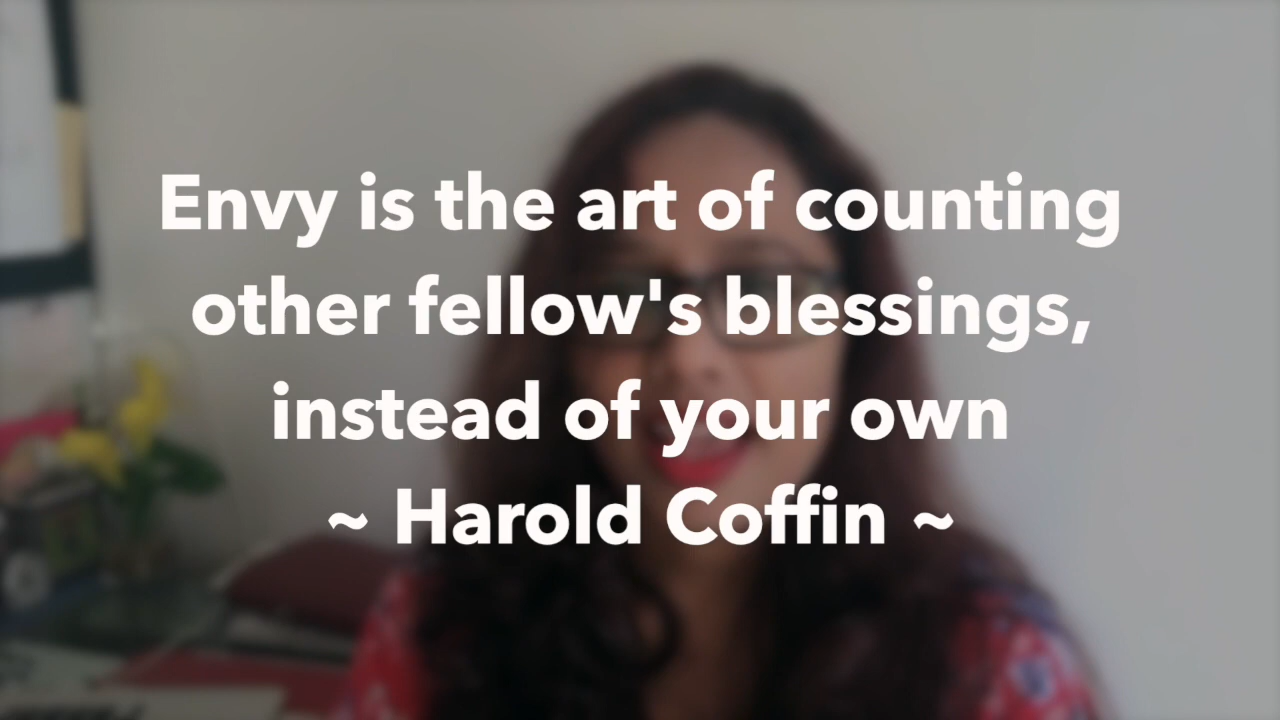 Envy is the art of counting
other fellow's blessings,
instead of your own
~ Harold Coffin ~